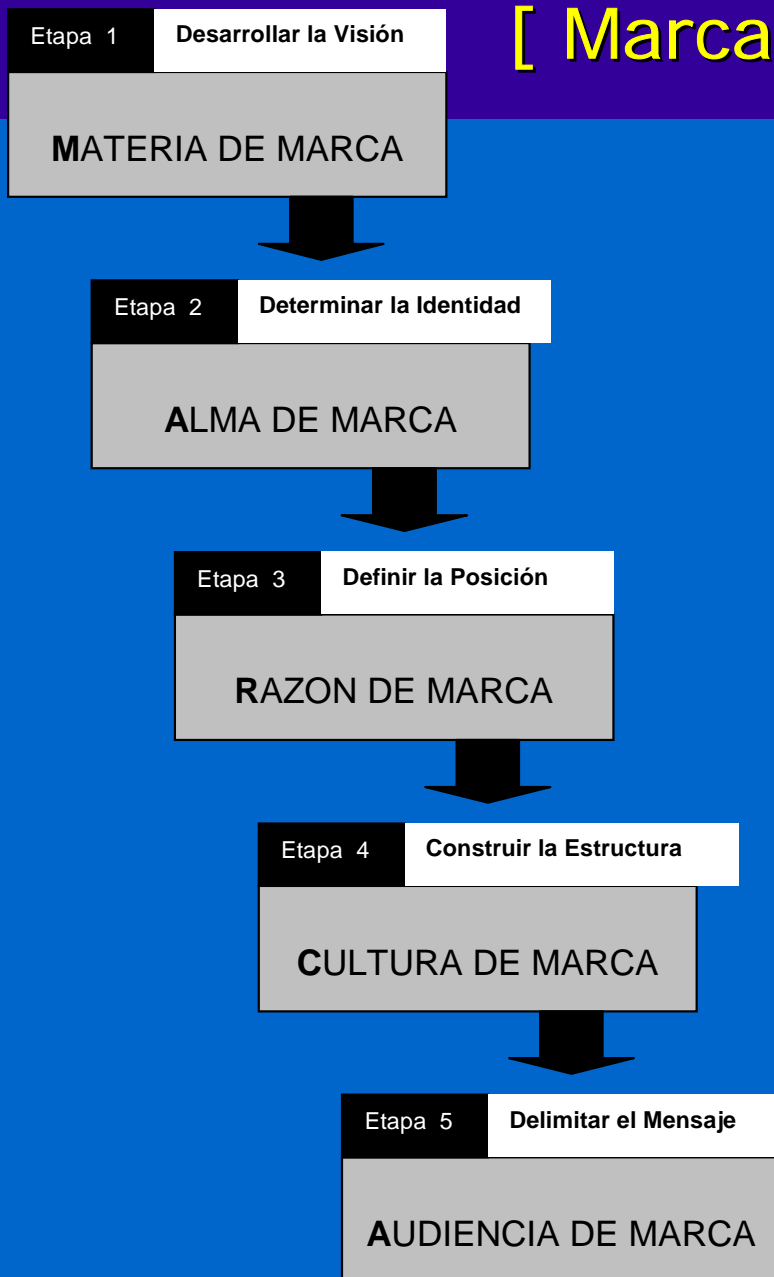 [ Marca
Etapa 1
Desarrollar la Visión
MATERIA DE MARCA
Etapa 2
Determinar la Identidad
ALMA DE MARCA
Etapa 3
Definir la Posición
RAZON DE MARCA
Etapa 4
Construir la Estructura
CULTURA DE MARCA
Etapa 5
Delimitar el Mensaje
AUDIENCIA DE MARCA